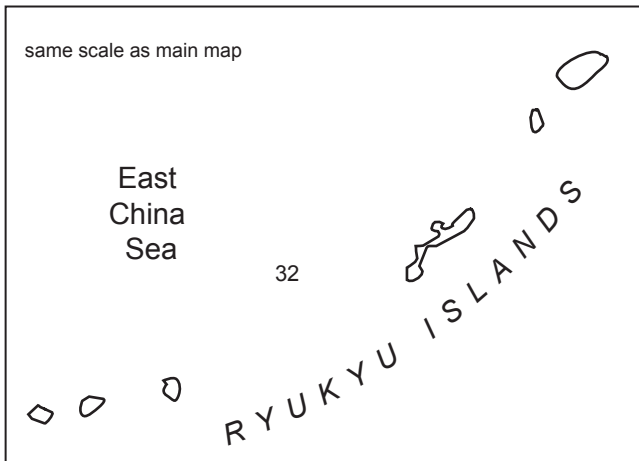 same scale as main map
East
China
Sea
32
RYUKYU ISLANDS